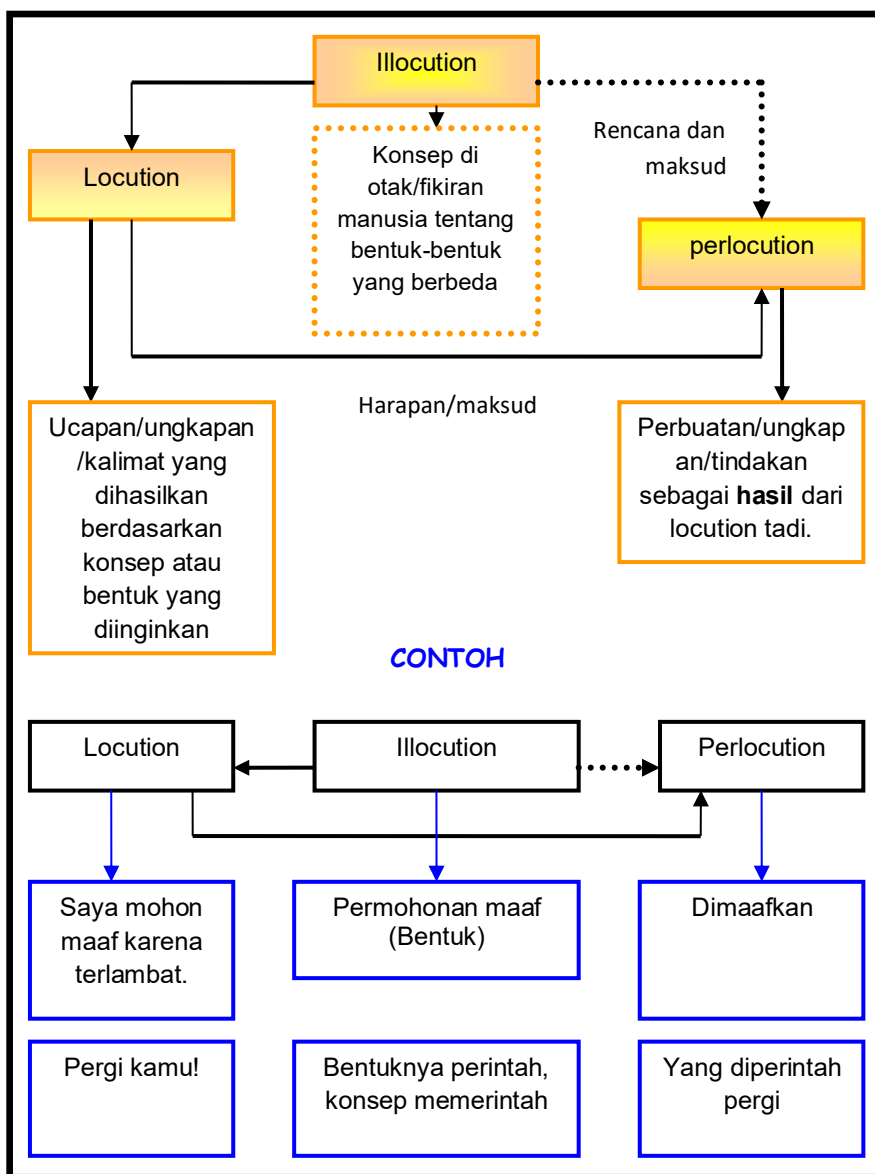 Illocution
Rencana dan
maksud
Locution
Konsep di
otak/fikiran
manusia tentang
bentuk-bentuk
yang berbeda
perlocution
Harapan/maksud
Ucapan/ungkapan
/kalimat yang
dihasilkan
berdasarkan
konsep atau
bentuk yang
diinginkan
Perbuatan/ungkap
an/tindakan
sebagai hasil dari
locution tadi.
CONTOH
Locution
Illocution
Perlocution
Saya mohon
maaf karena
terlambat.
Permohonan maaf
(Bentuk)
Dimaafkan
Pergi kamu!
Bentuknya perintah,
konsep memerintah
Yang diperintah
pergi